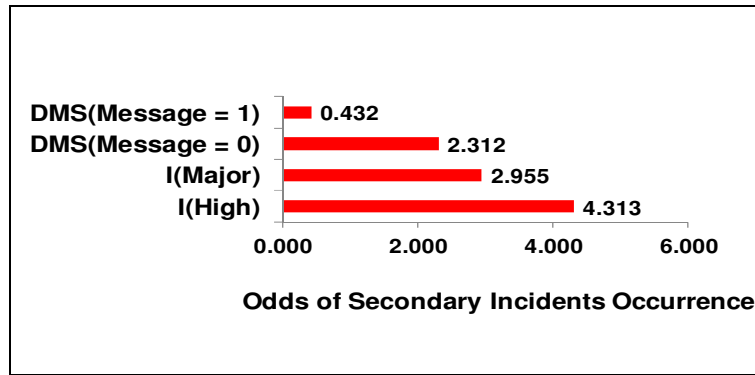 DMS(Message = 1) 0.432
DMS(Message = 0) 2.312
I(Major) 2.955
I(High) 4.313
0.000 2.000 4.000 6.000
Odds of Secondary Incidents Occurrence